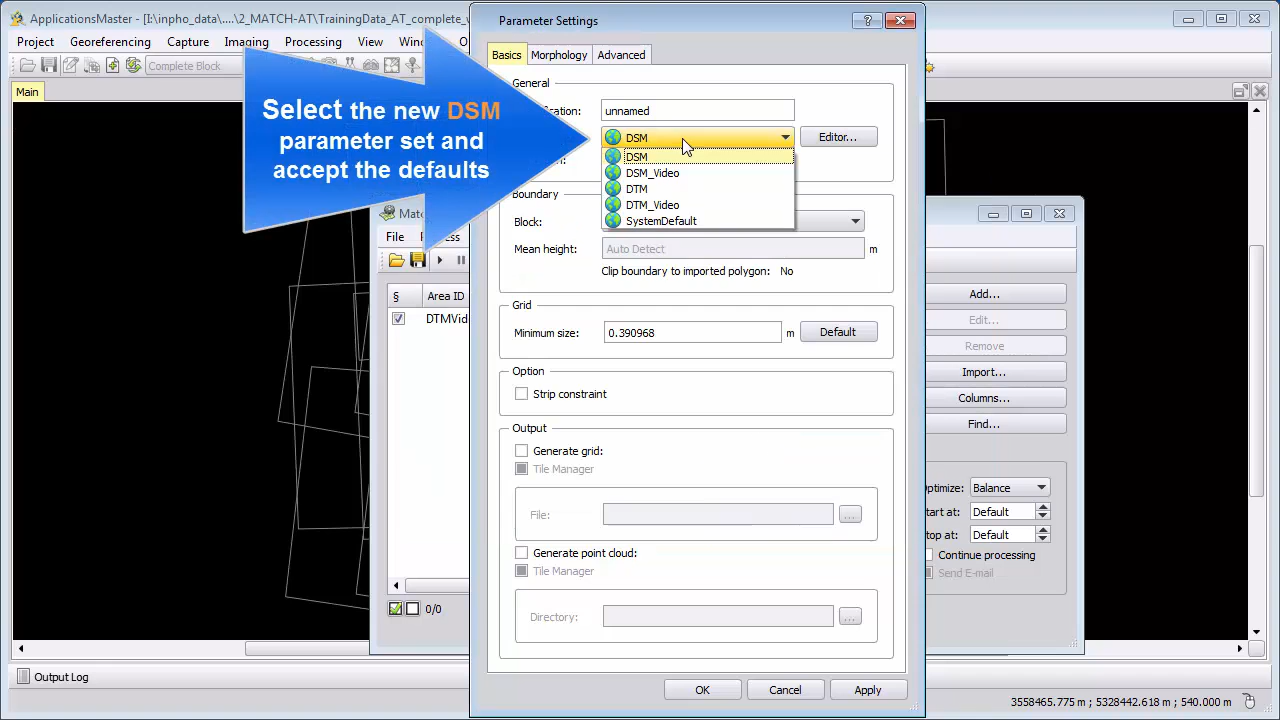 ApplicationsMaster - [I:\inpho_data\....\2_MATCH-AT\TrainingData_AT_complete_v
Project Georeferencing Capture Imaging Processing View
Complete Block
Main
Select the new DSM
parameter set and
accept the defaults
Parameter Settings
Basics Morphology Advanced
General
unnamed
DSM
Editor...
DSM
DSM_Video
DTM
DTM_Video
SystemDefault
Boundary
Block:
Mean height: Auto Detect m
Clip boundary to imported polygon: No
Grid
Minimum size: 0.390968 m Default
Option
Strip constraint
Output
Generate grid:
Tile Manager
File: ...
Generate point cloud:
Tile Manager
Directory: ...
OK Cancel Apply
File
§ Area ID
DTMVid
0/0
Add...
Edit...
Remove
Import...
Columns...
Find...
Balance
Default
Default
Continue processing
Send E-mail
Output Log
3558465.775 m ; 5328442.618 m ; 540.000 m